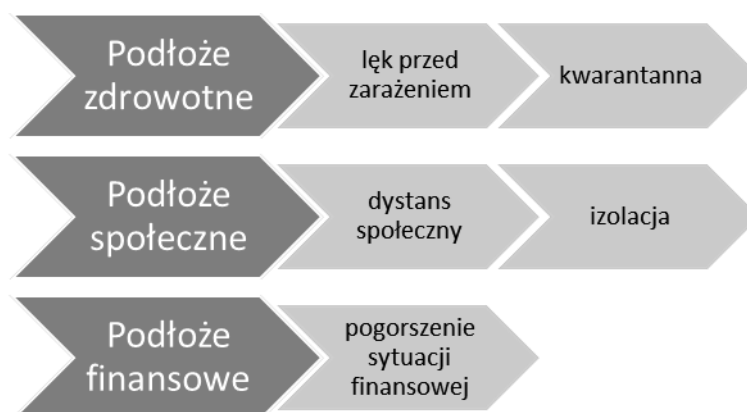 Podłoże
zdrowotne
lęk przed
zarażeniem
kwarantanna
Podłoże
społeczne
dystans
społeczny
izolacja
Podłoże
finansowe
pogorszenie
sytuacji
finansowej